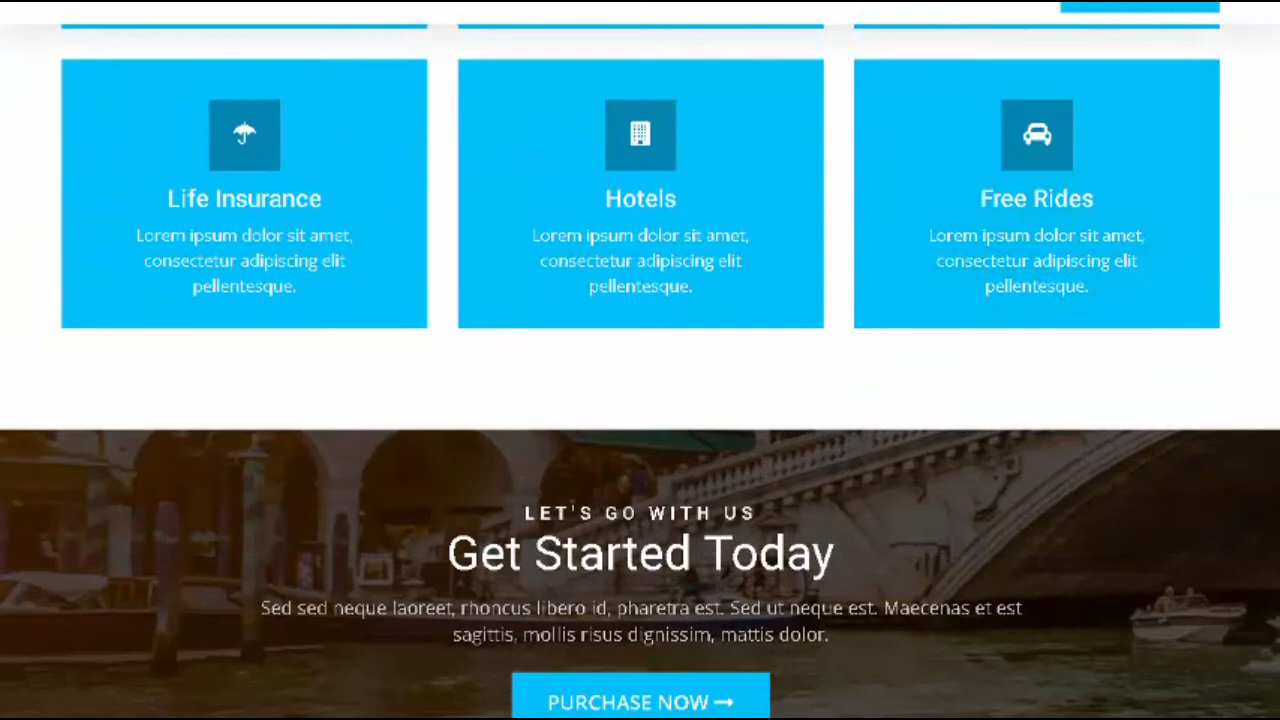 Life Insurance
Lorem ipsum dolor sit amet,
consectetur adipiscing elit
pellentesque.
Hotels
Lorem ipsum dolor sit amet,
consectetur adipiscing elit
pellentesque.
Free Rides
Lorem ipsum dolor sit amet,
consectetur adipiscing elit
pellentesque.
LET'S GO WITH US
Get Started Today
Sed sed neque laoreet, rhoncus libero id, pharetra est. Sed ut neque est. Maecenas et est
sagittis, mollis risus dignissim, mattis dolor.
PURCHASE NOW →